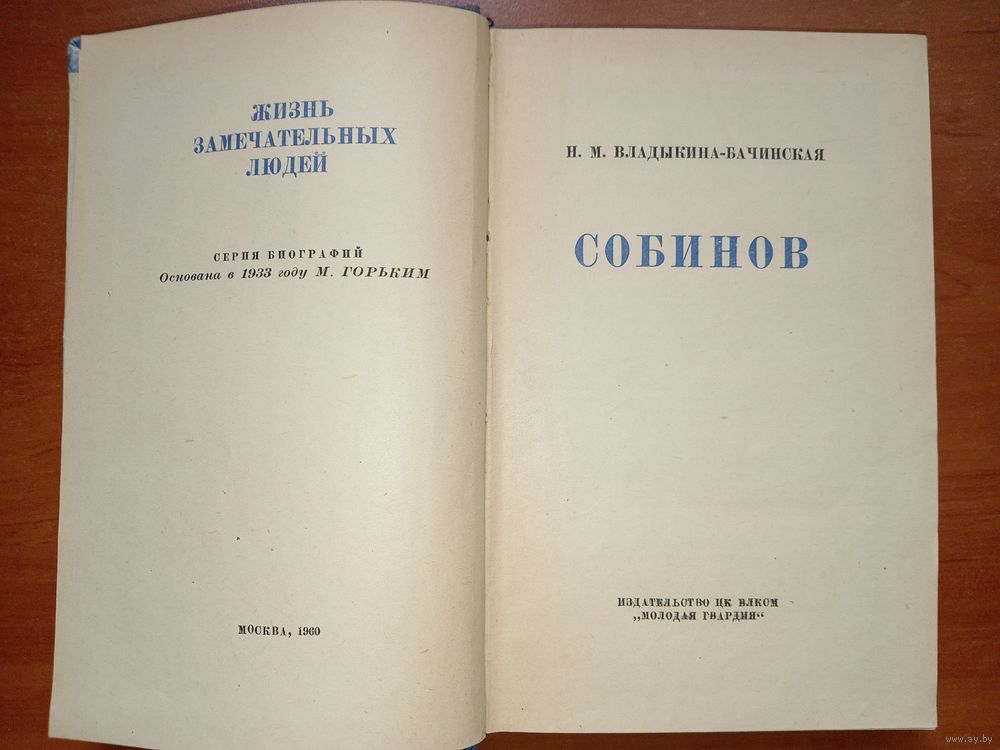 ЖИЗНЬ
ЗАМЕЧАТЕЛЬНЫХ
ЛЮДЕЙ
СЕРИЯ БИОГРАФИЙ
Основана в 1933 году М. ГОРЬКИМ
МОСКВА, 1960
Н. М. ВЛАДЫКИНА-БАЧИНСКАЯ
СОБИНОВ
ИЗДАТЕЛЬСТВО ЦК ВЛКСМ
„МОЛОДАЯ ГВАРДИЯ“
www.ay.by